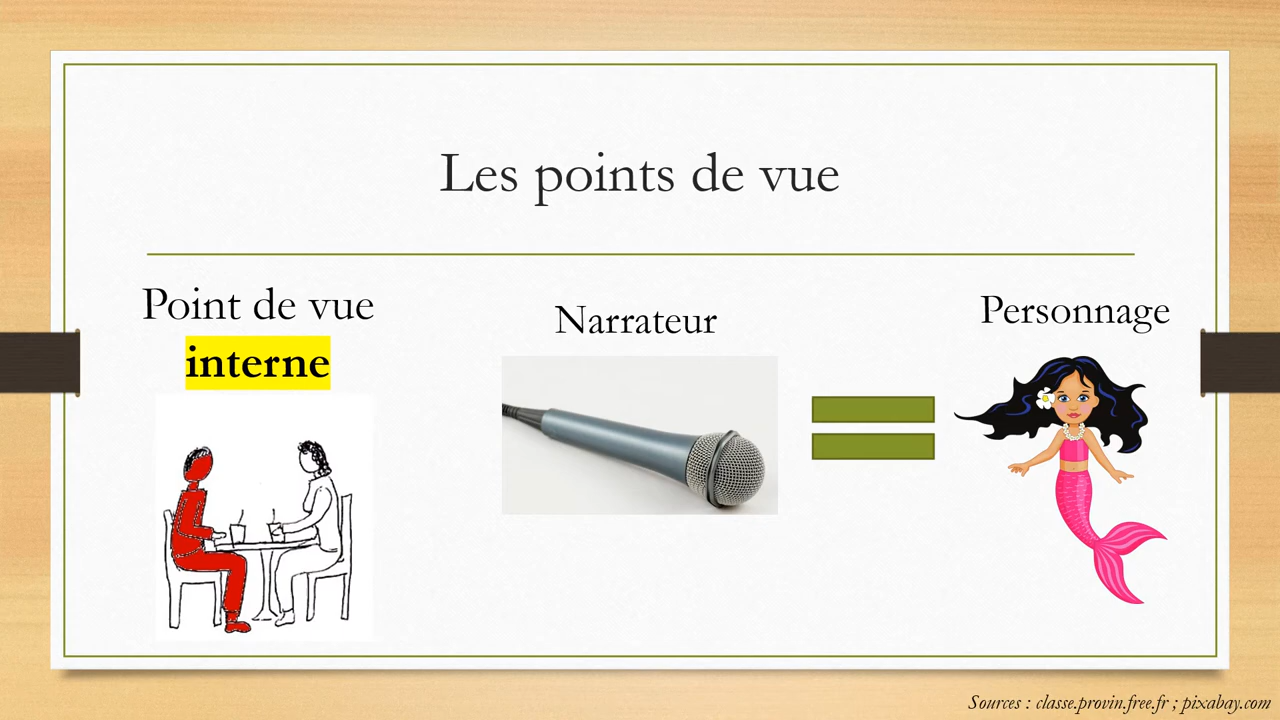 Les points de vue
Point de vue
interne
Narrateur
Personnage
Sources : classe.provin.free.fr ; pixabay.com